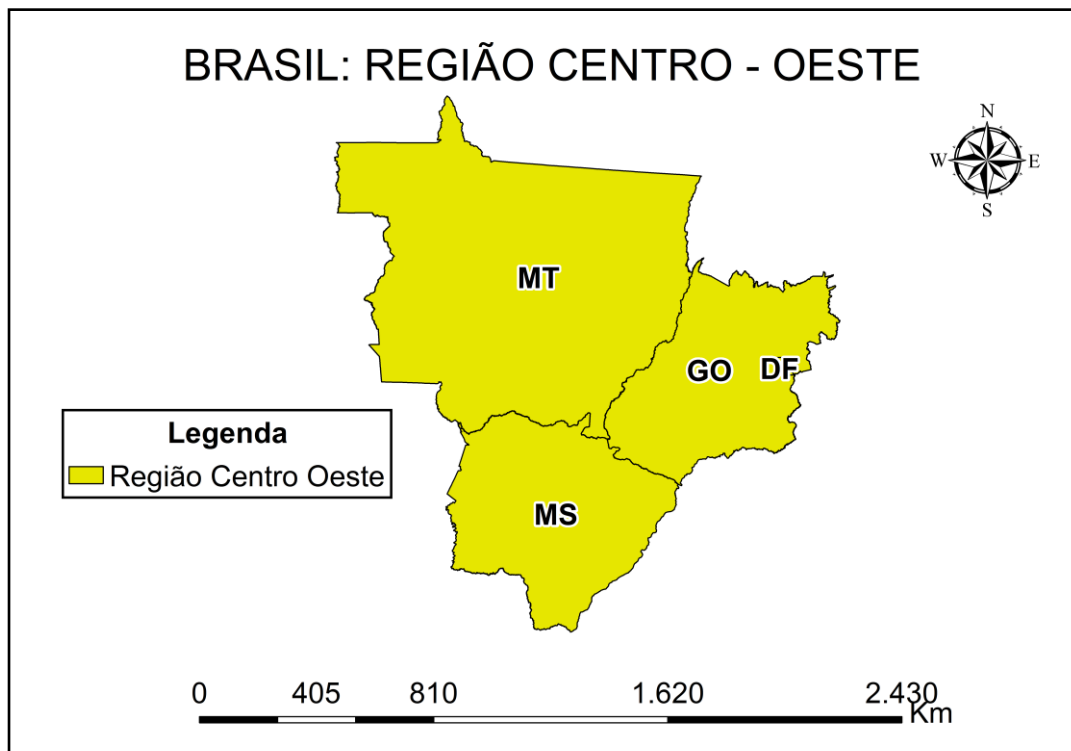 BRASIL: REGIÃO CENTRO - OESTE
N
W E
S
MT
GO DF
Legenda
Região Centro Oeste
MS
0 405 810 1.620 2.430
Km